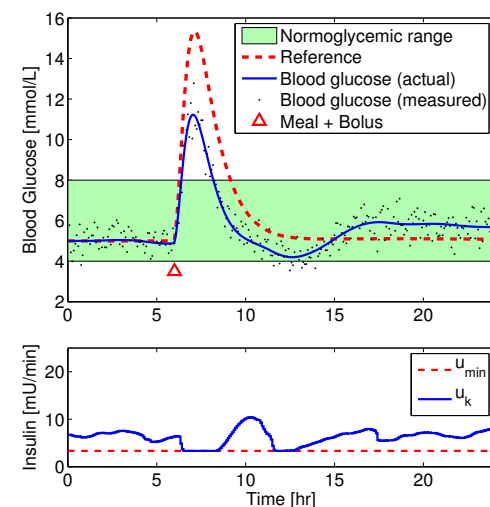 16
14
12
10
8
6
4
2
Blood Glucose [mmol/L]
Normoglycemic range
Reference
Blood glucose (actual)
Blood glucose (measured)
Meal + Bolus
0
5
10
15
20
20
10
0
Insulin [mU/min]
u_min
u_k
0
5
10
15
20
Time [hr]